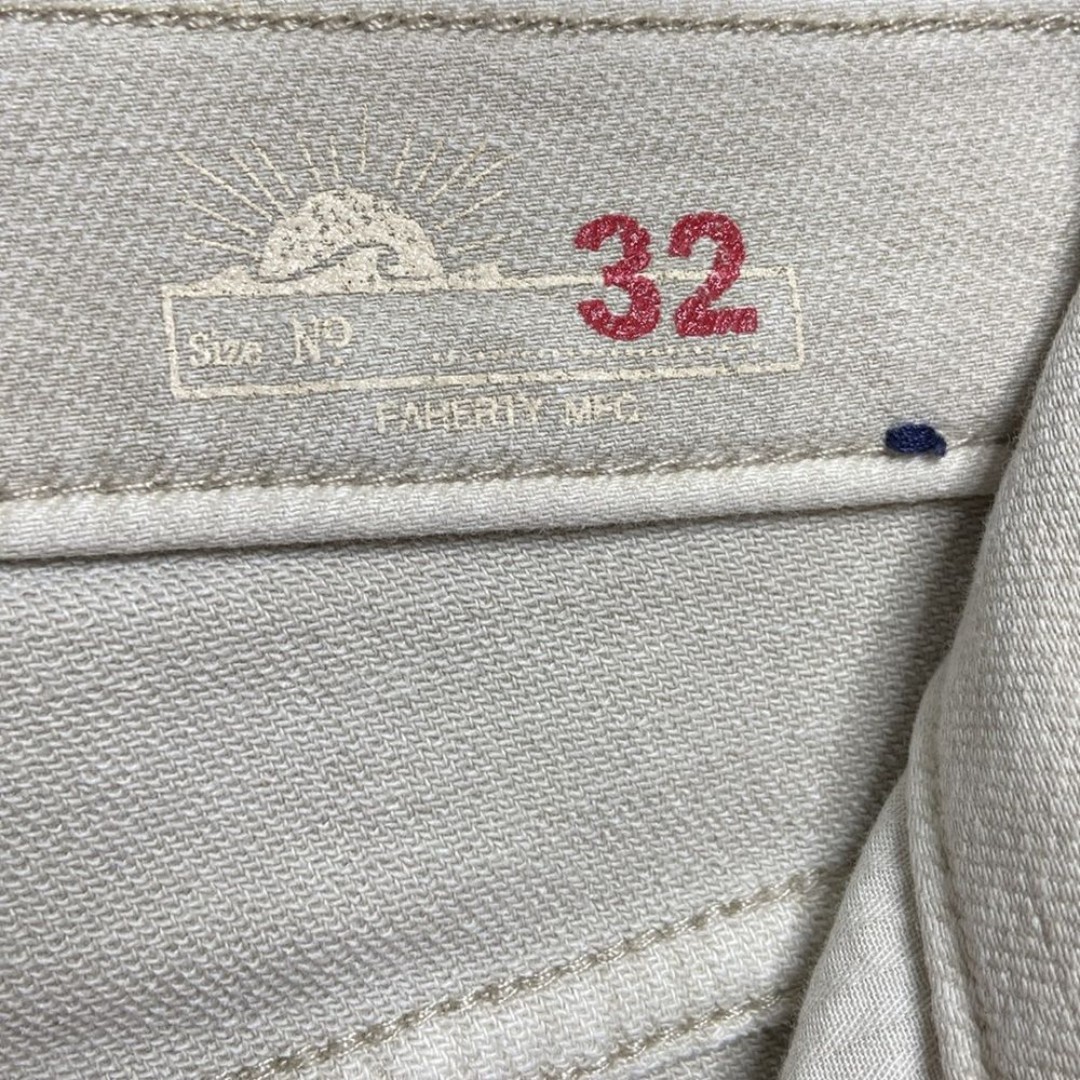 32
Size Nº
FAHERTY MFG.